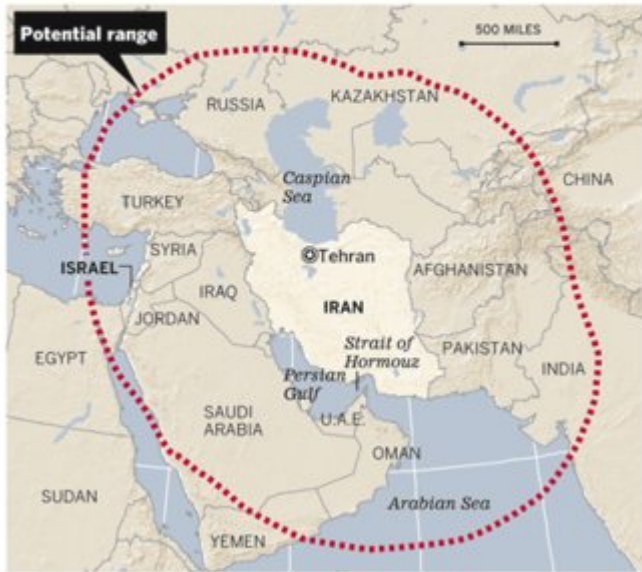 Potential range
500 MILES
RUSSIA
KAZAKHSTAN
CHINA
Caspian
Sea
TURKEY
SYRIA
Tehran
AFGHANISTAN
ISRAEL
IRAQ
IRAN
JORDAN
Strait of
Hormouz
PAKISTAN
EGYPT
Persian
Gulf
INDIA
SAUDI
ARABIA
U.A.E.
OMAN
SUDAN
Arabian Sea
YEMEN